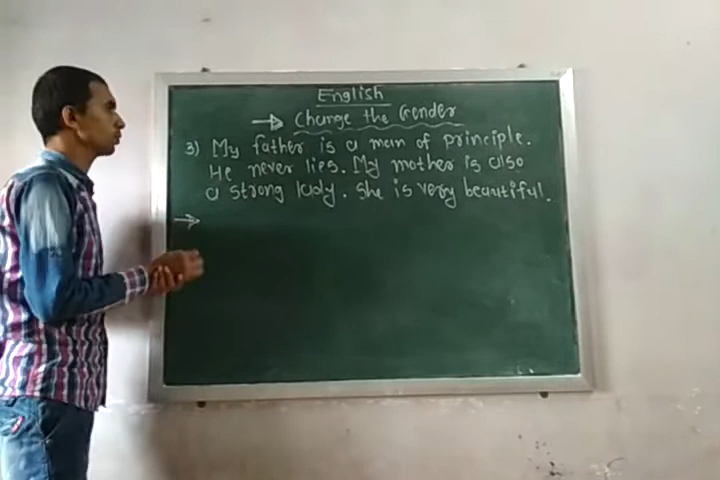 English
→ Change the Gender
3) My father is a man of principle.
He never lies. My mother is also
a strong lady. She is very beautiful.
→